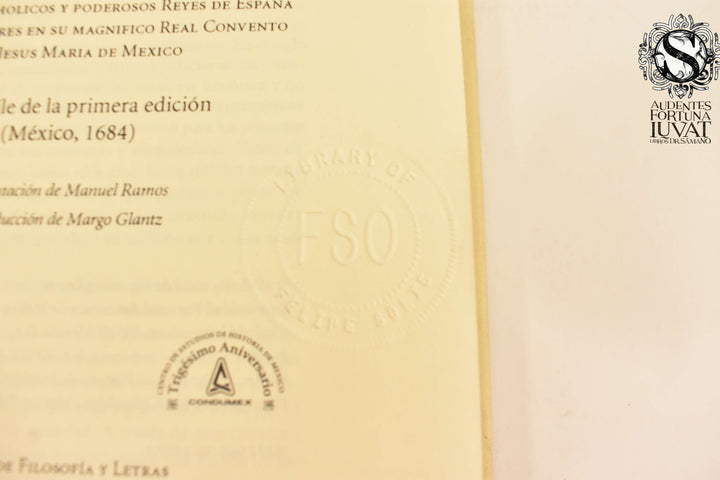 HOLICOS Y PODEROSOS REYES DE ESPAÑA
RES EN SU MAGNIFICO REAL CONVENTO
JESUS MARIA DE MEXICO
le de la primera edición
(México, 1684)
ntación de Manuel Ramos
ducción de Margo Glantz
LIBRARY OF
FSO
FELIPE
CENTRO DE ESTUDIOS DE HISTORIA DE MEXICO
Trigésimo Aniversario
CONDUMEX
DE FILOSOFÍA Y LETRAS
S
AUDENTES
FORTUNA
IUVAT
LIBROS DR. SÁMANO